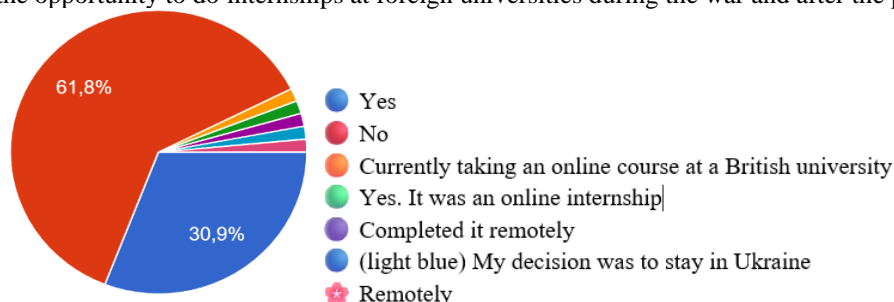 the opportunity to do internships at foreign universities during the war and after the
61,8%
30,9%
Yes
No
Currently taking an online course at a British university
Yes. It was an online internship
Completed it remotely
(light blue) My decision was to stay in Ukraine
Remotely